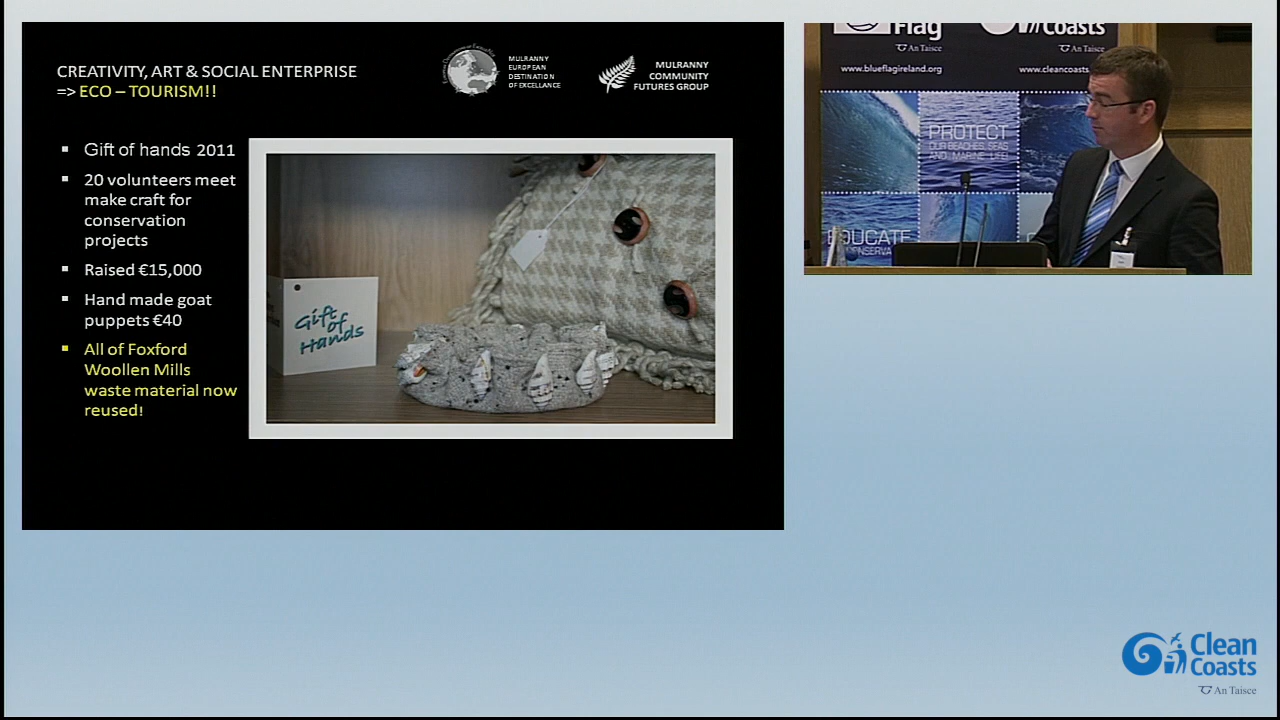 CREATIVITY, ART & SOCIAL ENTERPRISE
=> ECO – TOURISM!!
MULRANNY
EUROPEAN
DESTINATION
OF EXCELLENCE
MULRANNY
COMMUNITY
FUTURES GROUP
▪ Gift of hands 2011
▪ 20 volunteers meet
make craft for
conservation
projects
▪ Raised €15,000
▪ Hand made goat
puppets €40
▪ All of Foxford
Woollen Mills
waste material now
reused!
Gift
of
Hands
Flag
An Taisce
www.blueflagireland.org
Coasts
An Taisce
www.cleancoasts.
PROTECT
OUR BEACHES, SEAS
AND MARINE LIFE!
EDUCATE
Clean
Coasts
An Taisce